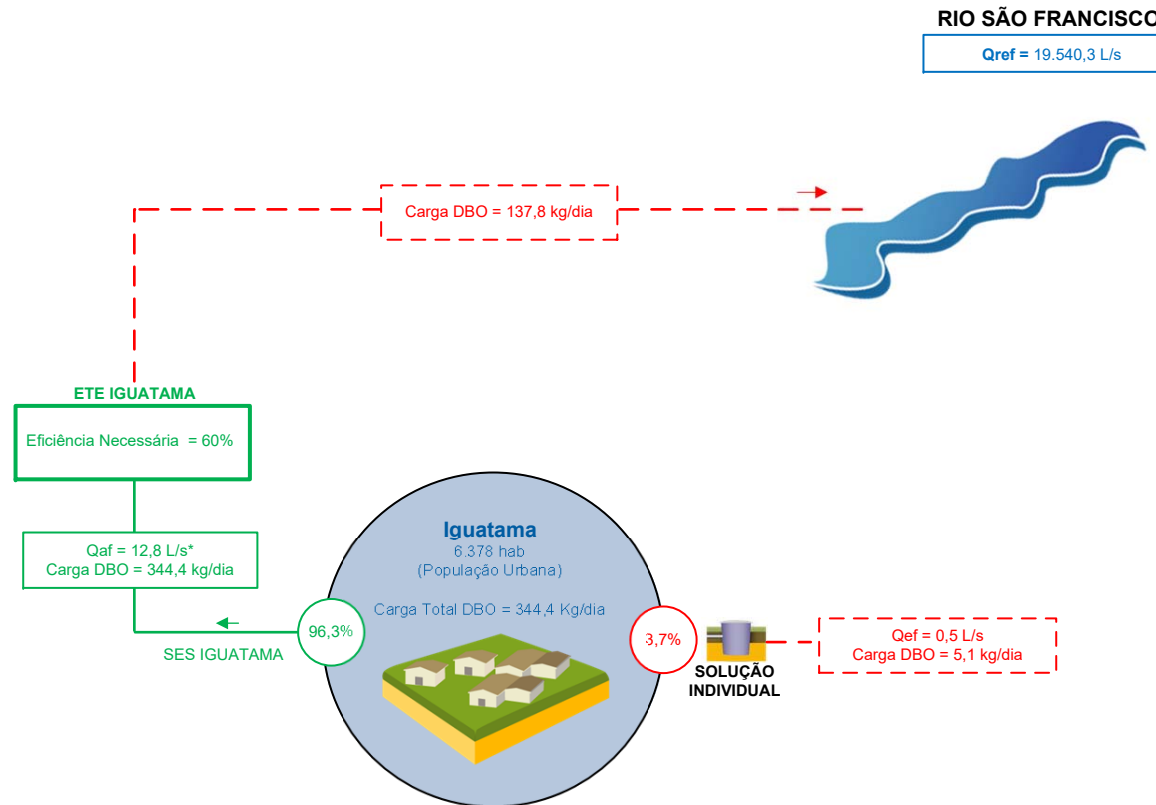 RIO SÃO FRANCISCO
Qref = 19.540,3 L/s
Carga DBO = 137,8 kg/dia
ETE IGUATAMA
Eficiência Necessária = 60%
Qaf = 12,8 L/s*
Carga DBO = 344,4 kg/dia
SES IGUATAMA
96,3%
Iguatama
6.378 hab
(População Urbana)
Carga Total DBO = 344,4 Kg/dia
3,7%
SOLUÇÃO
INDIVIDUAL
Qef = 0,5 L/s
Carga DBO = 5,1 kg/dia